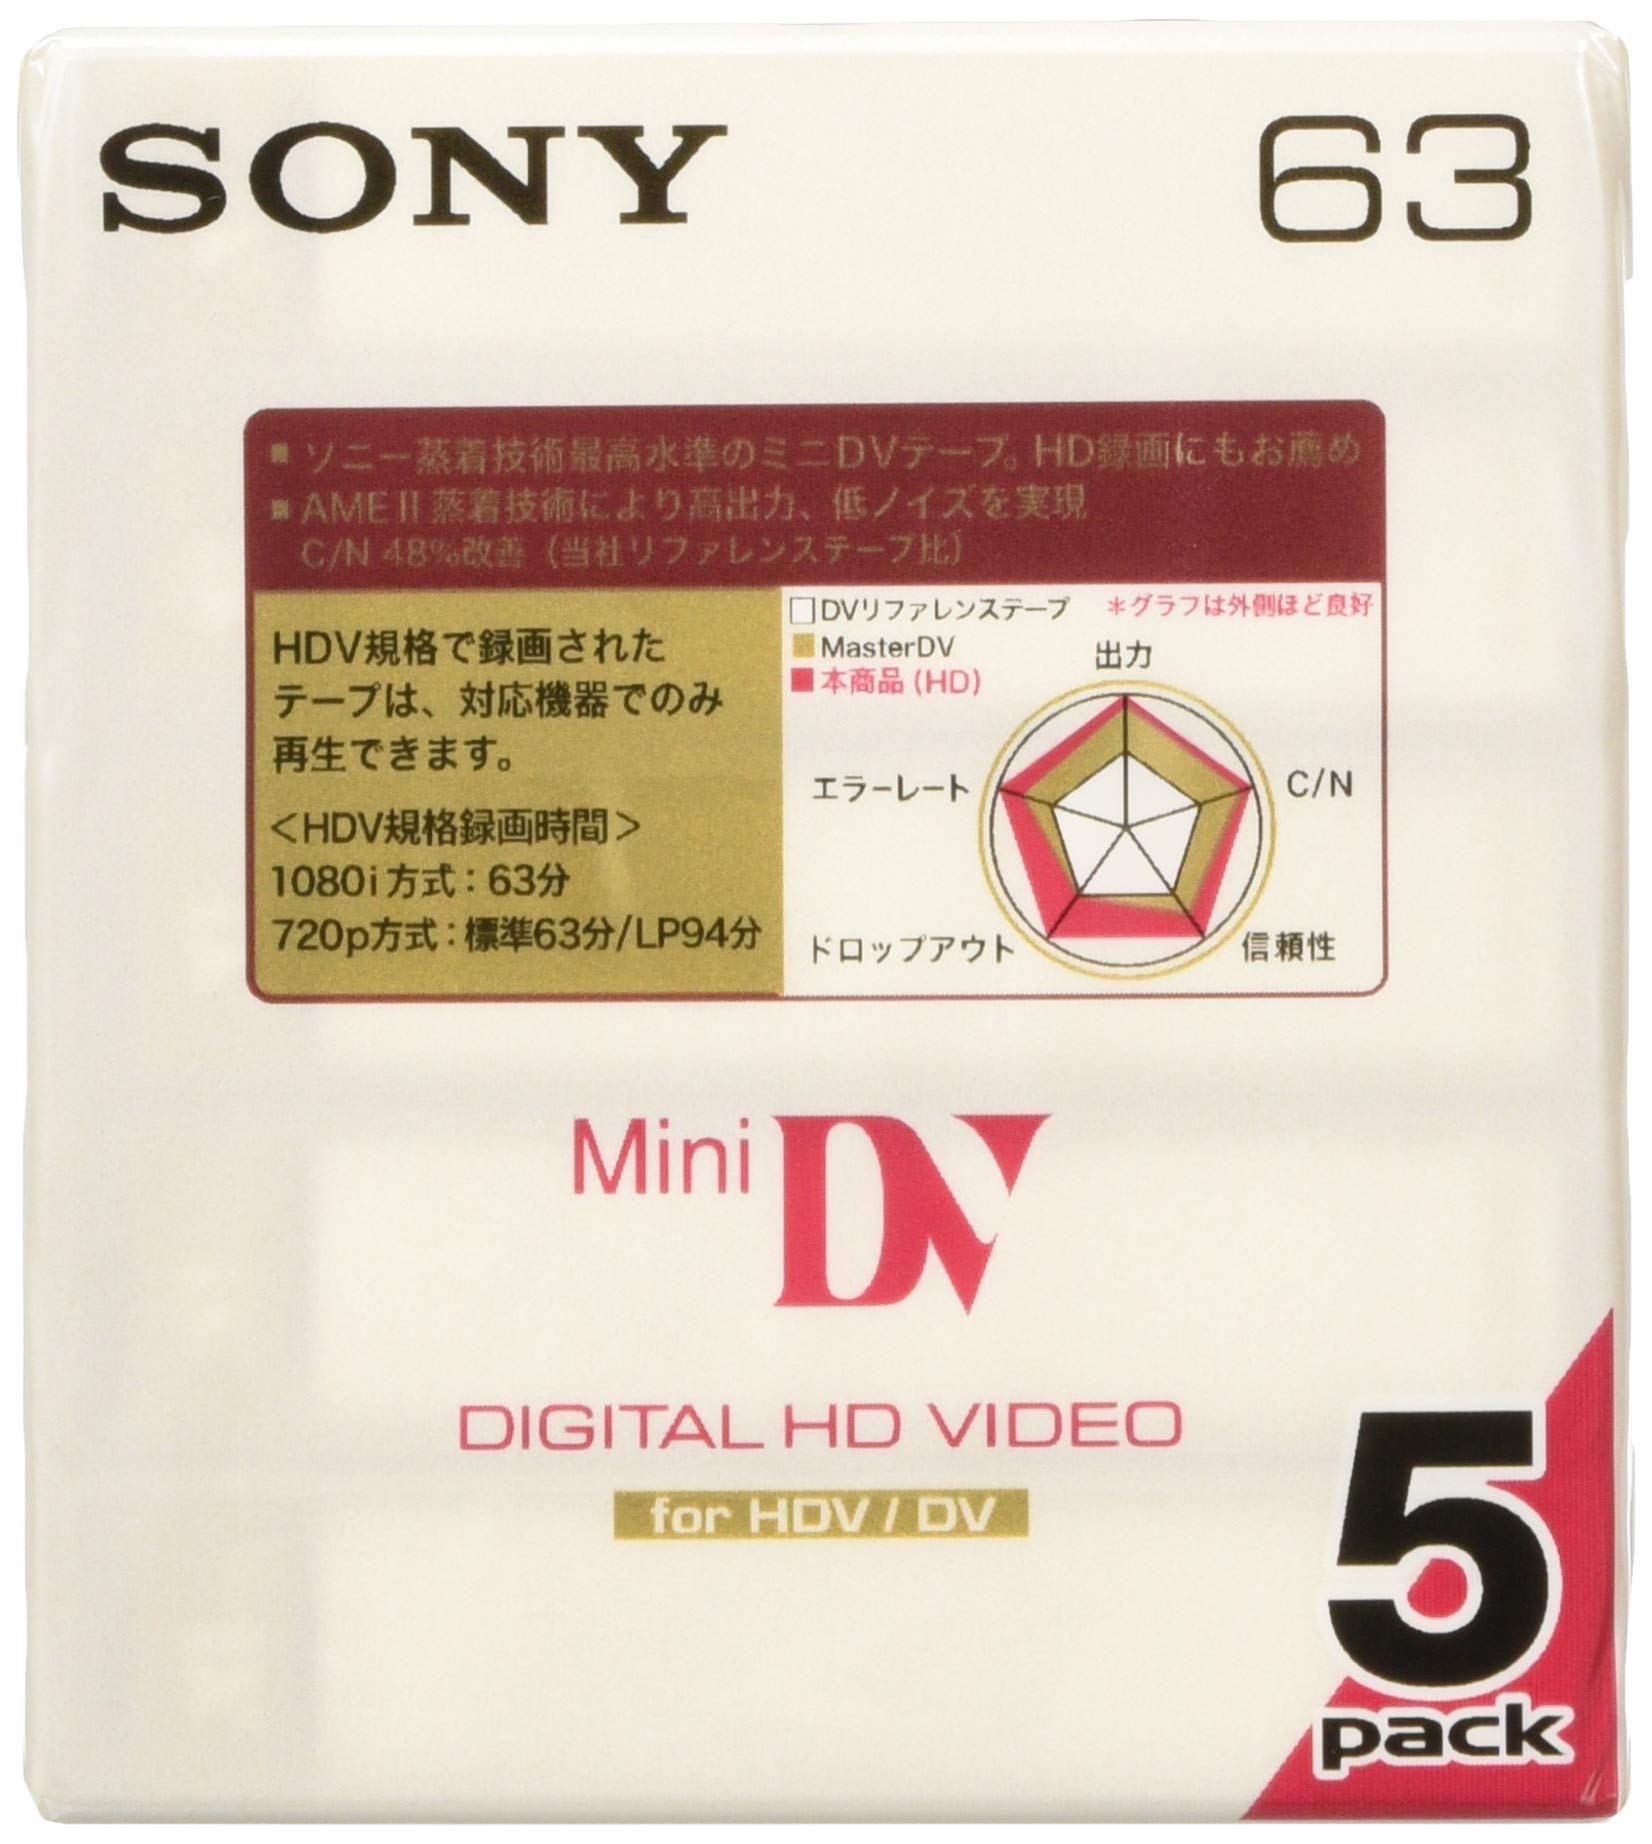 SONY
63
■ ソニー蒸着技術最高水準のミニDVテープ。HD録画にもお薦め
■ AME II 蒸着技術により高出力、低ノイズを実現
C/N 48%改善（当社リファレンステープ比）
HDV規格で録画された
テープは、対応機器でのみ
再生できます。
＜HDV規格録画時間＞
1080i方式：63分
720p方式：標準63分/LP94分
□DVリファレンステープ
＊グラフは外側ほど良好
■MasterDV
■本商品(HD)
出力
エラーレート
C/N
ドロップアウト
信頼性
Mini DV
DIGITAL HD VIDEO
for HDV / DV
5
pack